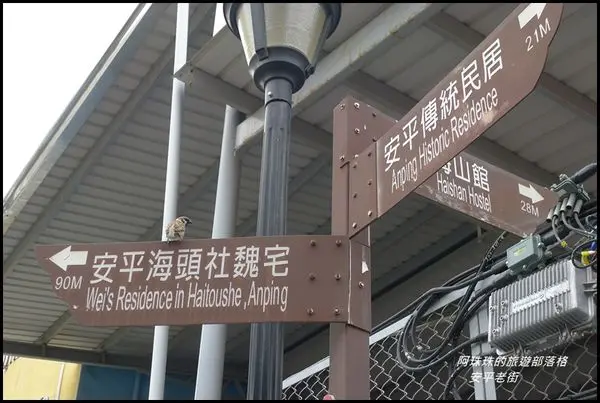 安平傳統民居
21M
Anping Historic Residence
海山館
28M
Haishan Hostel
安平海頭社魏宅
90M
Wei's Residence in Haitoushe ,Anping
阿珠珠的旅遊部落格
安平老街